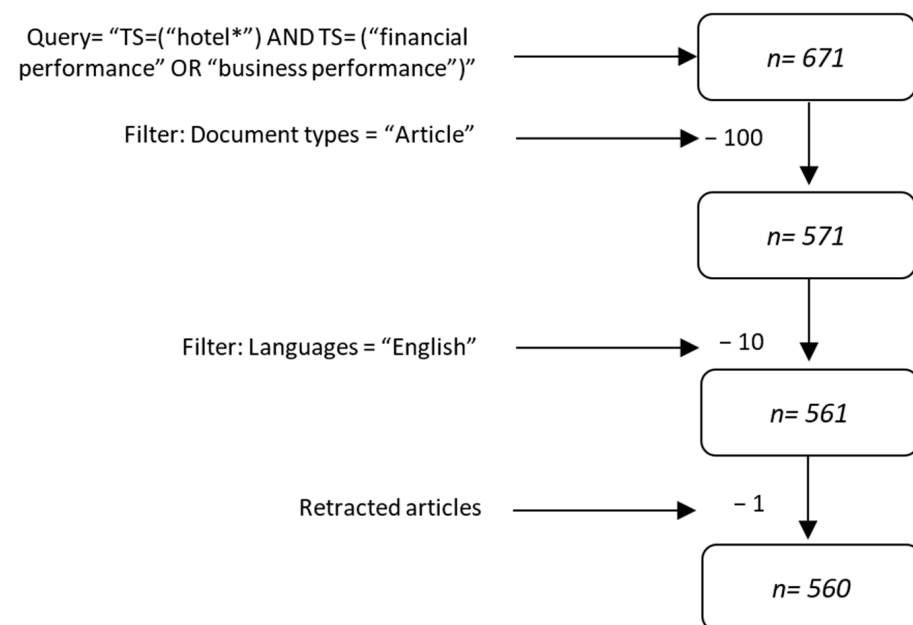 Query= “TS=(“hotel*”) AND TS= (“financial
performance” OR “business performance”)”
n= 671
Filter: Document types = “Article”
– 100
n= 571
Filter: Languages = “English”
– 10
n= 561
Retracted articles
– 1
n= 560